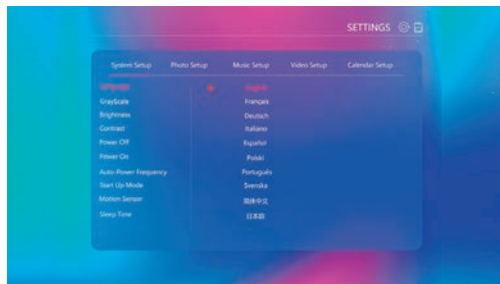 SETTINGS
System Setup Photo Setup Music Setup Video Setup Calendar Setup
Language English
GrayScale Français
Brightness Deutsch
Contrast Italiano
Power Off Español
Power On Polski
Auto-Power Frequency Português
Start Up Mode Svenska
Motion Sensor 简体中文
Sleep Time 日本語